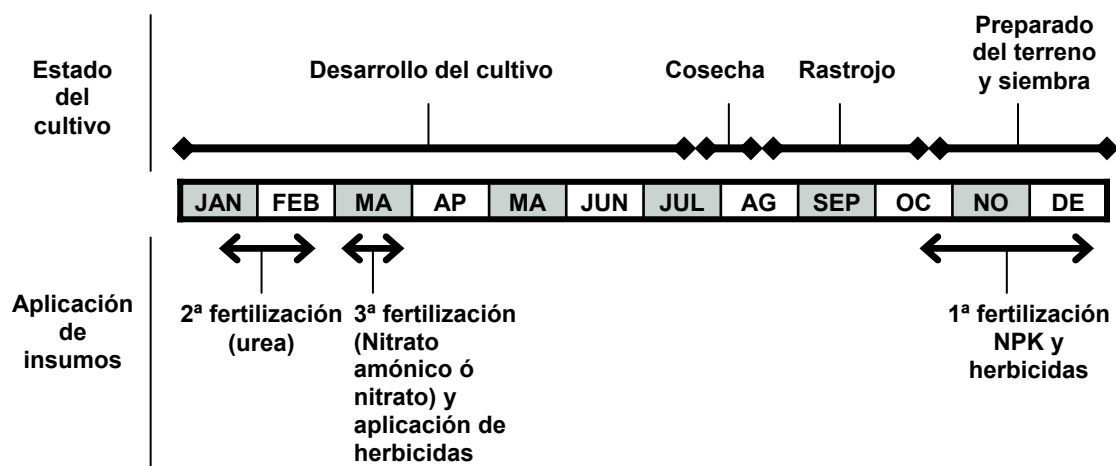 Estado
del
cultivo
Desarrollo del cultivo
Cosecha
Rastrojo
Preparado
del terreno
y siembra
JAN FEB MA AP MA JUN JUL AG SEP OC NO DE
Aplicación
de
insumos
2ª fertilización
(urea)
3ª fertilización
(Nitrato
amónico ó
nitrato) y
aplicación de
herbicidas
1ª fertilización
NPK y
herbicidas